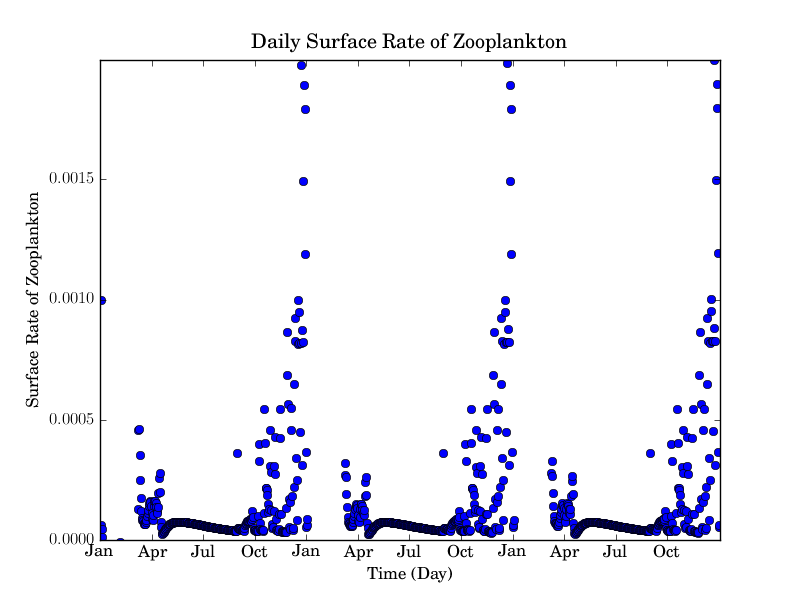 Daily Surface Rate of Zooplankton
Surface Rate of Zooplankton
0.0015
0.0010
0.0005
0.0000
Jan Apr Jul Oct Jan Apr Jul Oct Jan Apr Jul Oct
Time (Day)